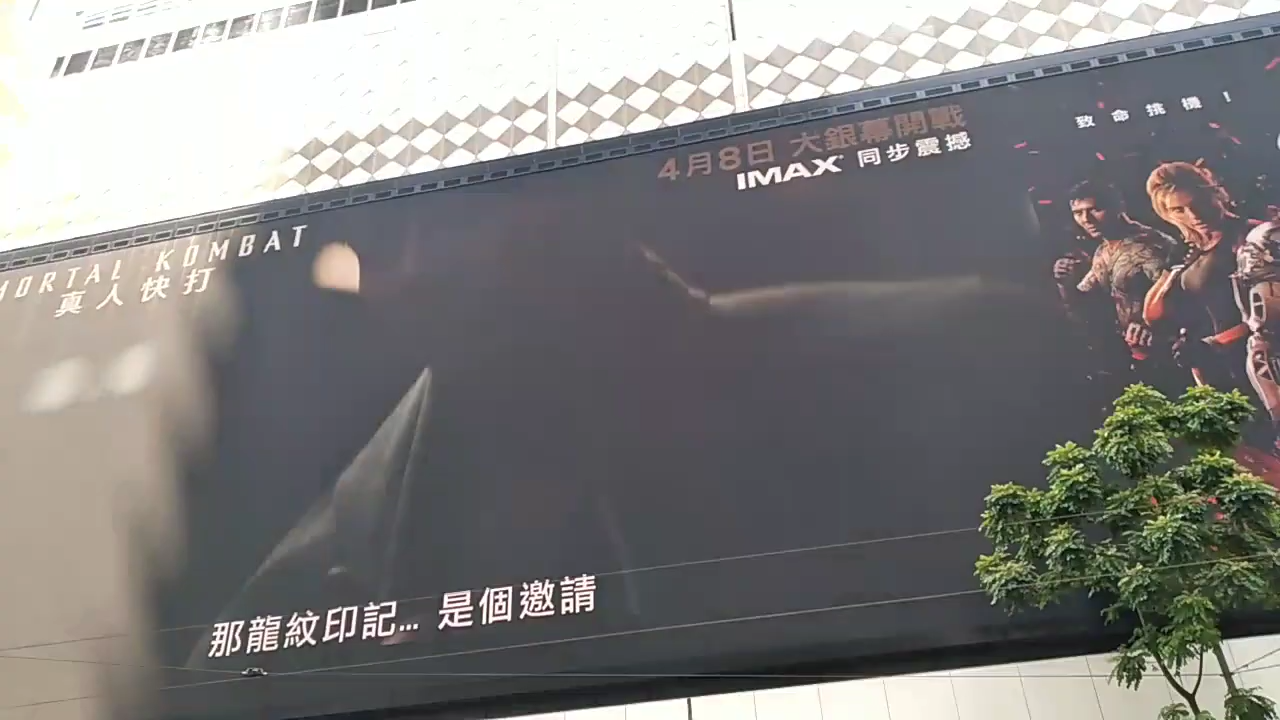 MORTAL KOMBAT
真人快打
4月8日 大銀幕開戰
IMAX 同步震撼
致命挑機！
那龍紋印記... 是個邀請